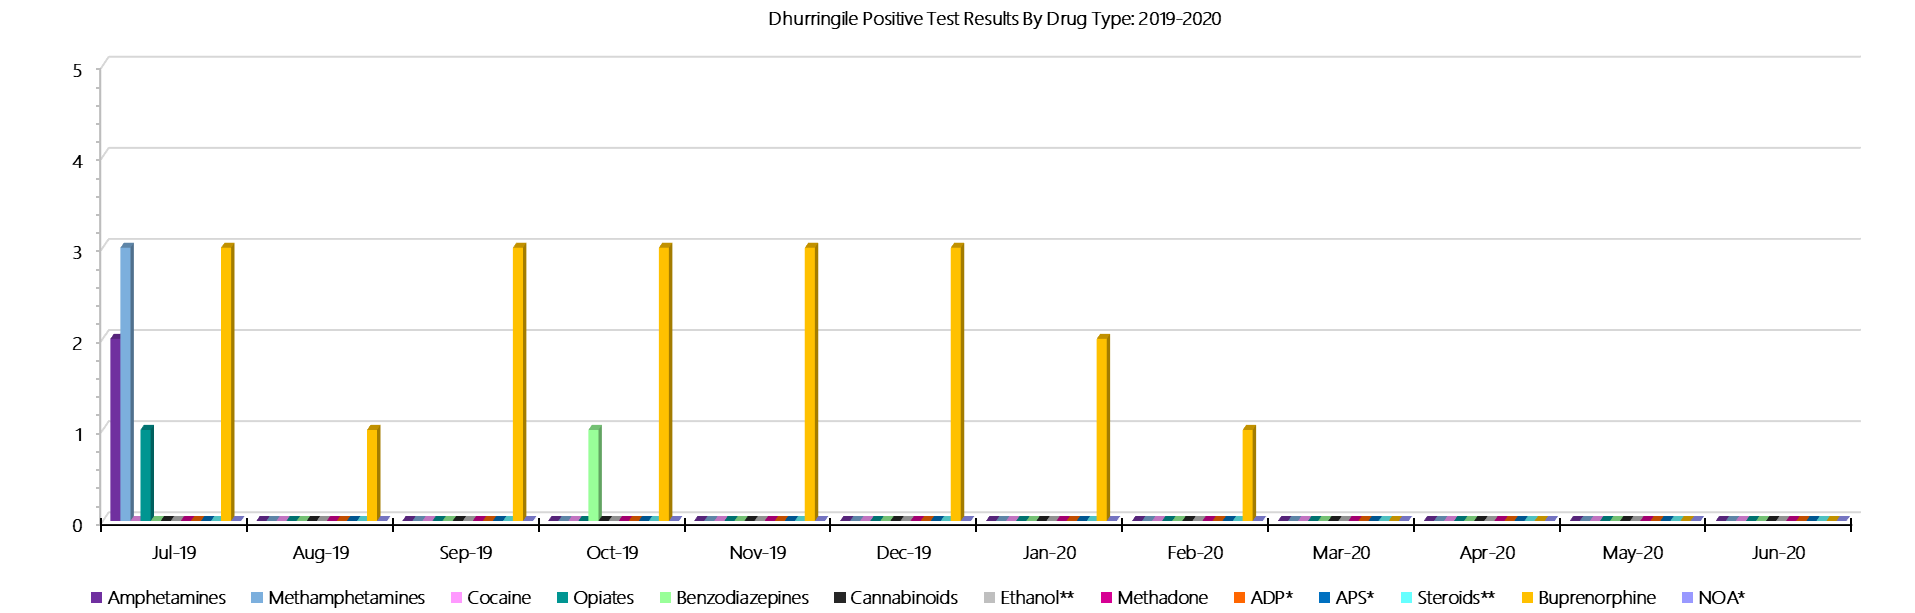 Dhurringile Positive Test Results By Drug Type: 2019-2020
5
4
3
2
1
0
Jul-19 Aug-19 Sep-19 Oct-19 Nov-19 Dec-19 Jan-20 Feb-20 Mar-20 Apr-20 May-20 Jun-20
Amphetamines Methamphetamines Cocaine Opiates Benzodiazepines Cannabinoids Ethanol** Methadone ADP* APS* Steroids** Buprenorphine NOA*